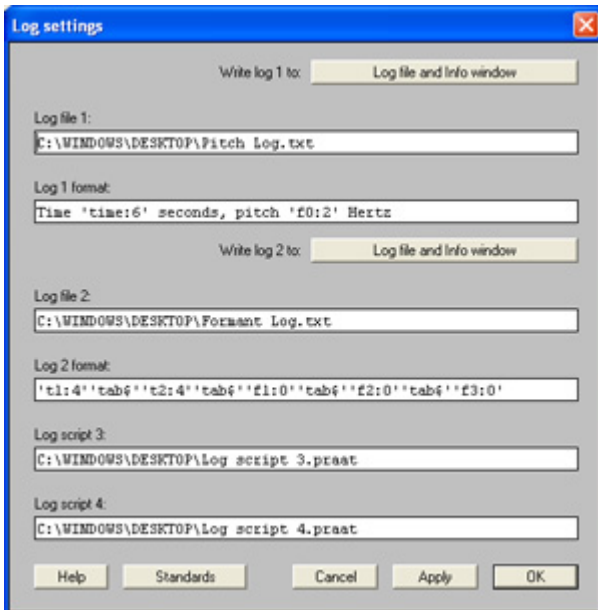 Log settings
Write log 1 to: Log file and Info window
Log file 1:
C:\WINDOWS\DESKTOP\Pitch Log.txt
Log 1 format:
Time 'time:6' seconds, pitch 'f0:2' Hertz
Write log 2 to: Log file and Info window
Log file 2:
C:\WINDOWS\DESKTOP\Formant Log.txt
Log 2 format:
't1:4''tab$''t2:4''tab$''f1:0''tab$''f2:0''tab$''f3:0'
Log script 3:
C:\WINDOWS\DESKTOP\Log script 3.praat
Log script 4:
C:\WINDOWS\DESKTOP\Log script 4.praat
Help Standards Cancel Apply OK